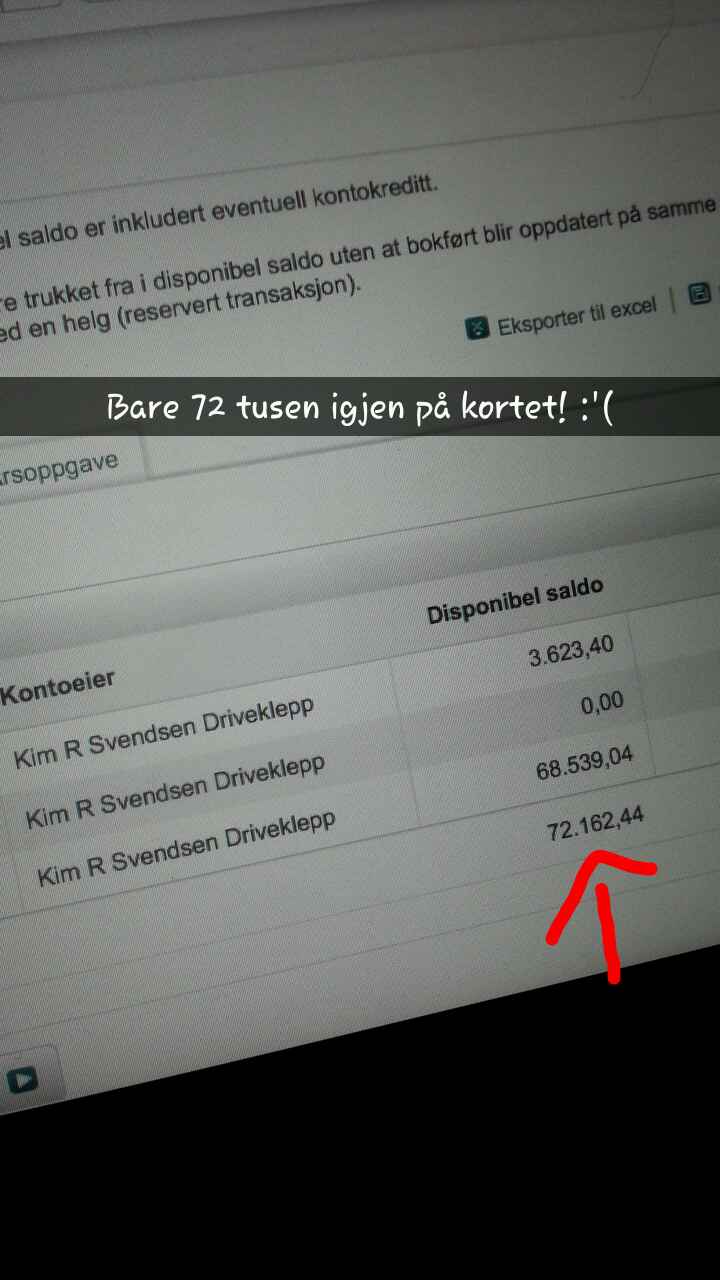 el saldo er inkludert eventuell kontokreditt.
re trukket fra i disponibel saldo uten at bokført blir oppdatert på samme
ed en helg (reservert transaksjon).
Eksporter til excel |
Bare 72 tusen igjen på kortet! :'(
rsoppgave
Kontoeier Disponibel saldo
Kim R Svendsen Driveklepp 3.623,40
Kim R Svendsen Driveklepp 0,00
Kim R Svendsen Driveklepp 68.539,04
72.162,44